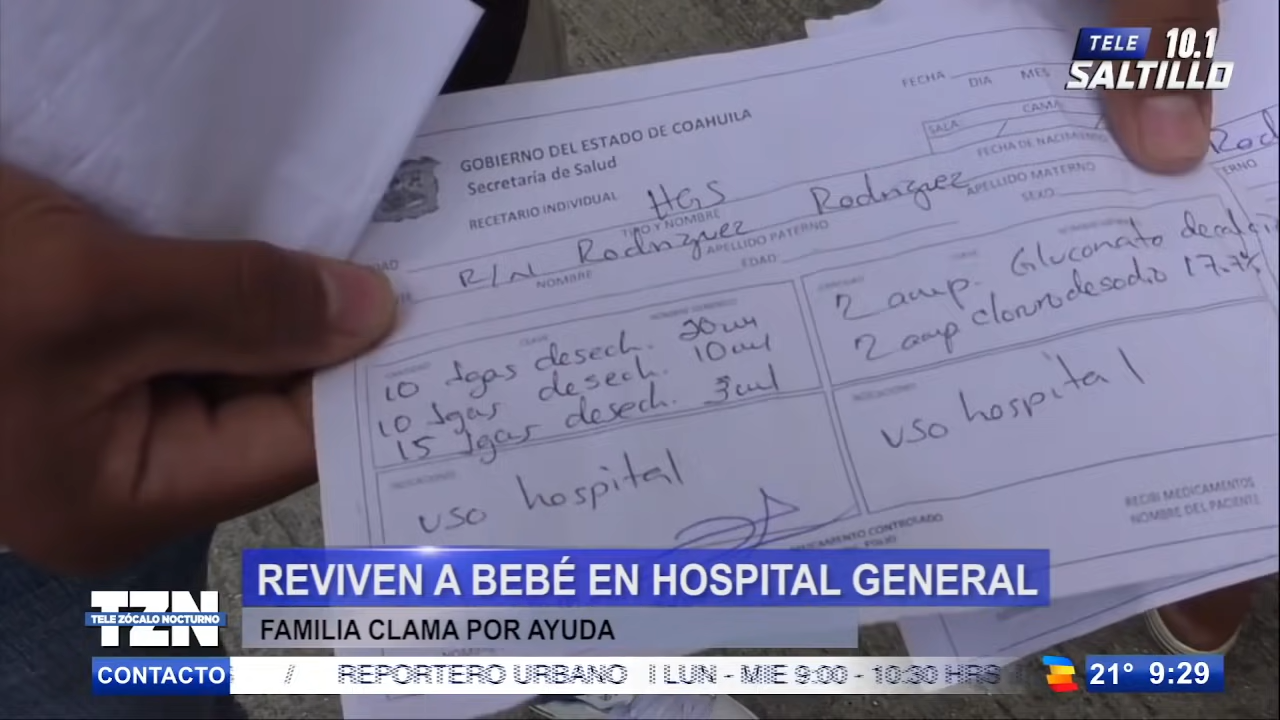 TELE 10.1
SALTILLO
GOBIERNO DEL ESTADO DE COAHUILA
Secretaría de Salud
RECETARIO INDIVIDUAL HGS
TIPO Y NOMBRE
FECHA DIA MES
SALA CAMA
FECHA DE NACIMIENTO
R/N Rodriguez Rodriguez
NOMBRE APELLIDO PATERNO APELLIDO MATERNO
EDAD SEXO
10 Jgas desech. 20 ml
10 Jgas desech. 10 ml
15 Jgas desech. 3 ml
uso hospital
2 amp. Gluconato de calcio
2 amp cloruro de sodio 17.7%
uso hospital
RECIBI MEDICAMENTOS
NOMBRE DEL PACIENTE
FOLIO
REVIVEN A BEBÉ EN HOSPITAL GENERAL
FAMILIA CLAMA POR AYUDA
TZN
TELE ZÓCALO NOCTURNO
CONTACTO / REPORTERO URBANO LUN - MIE 9:00 - 10:30 HRS
21° 9:29